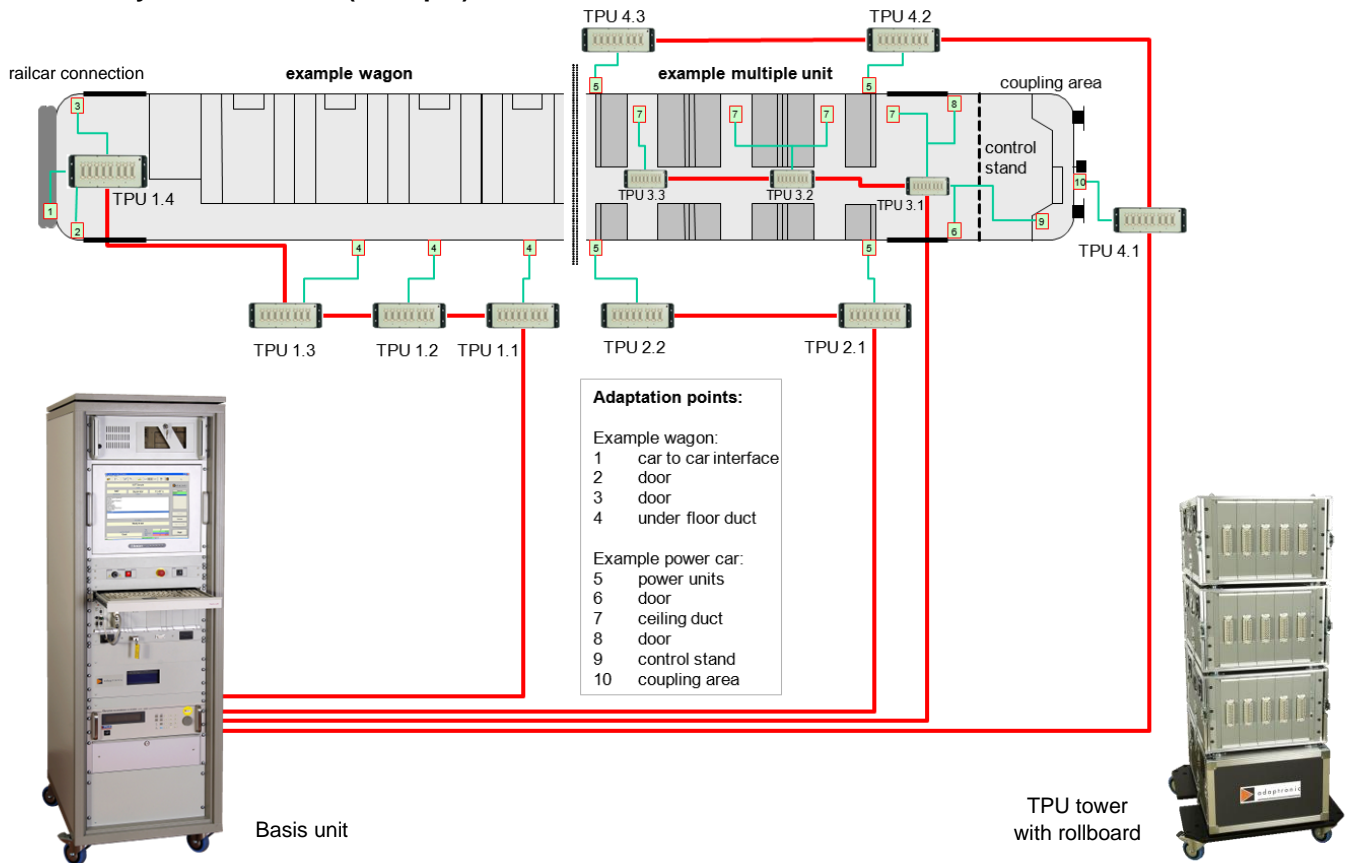 TPU 4.3
TPU 4.2
railcar connection
example wagon
example multiple unit
coupling area
3
5
5
7
7
7
7
8
control
stand
TPU 1.4
TPU 3.3
TPU 3.2
TPU 3.1
10
1
2
6
9
TPU 4.1
4
4
4
5
5
TPU 1.3
TPU 1.2
TPU 1.1
TPU 2.2
TPU 2.1
Adaptation points:
Example wagon:
1 car to car interface
2 door
3 door
4 under floor duct
Example power car:
5 power units
6 door
7 ceiling duct
8 door
9 control stand
10 coupling area
adaptronic
Basis unit
TPU tower
with rollboard